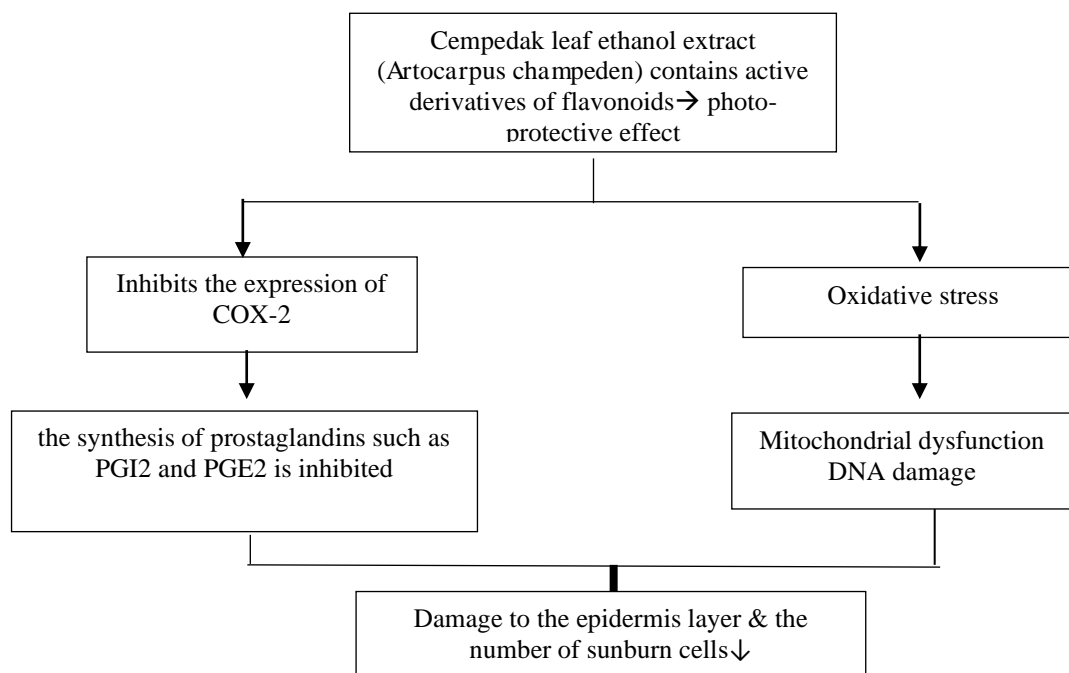 Cempedak leaf ethanol extract
(Artocarpus champeden) contains active
derivatives of flavonoids→ photo-
protective effect
Inhibits the expression of
COX-2
Oxidative stress
the synthesis of prostaglandins such as
PGI2 and PGE2 is inhibited
Mitochondrial dysfunction
DNA damage
Damage to the epidermis layer & the
number of sunburn cells↓